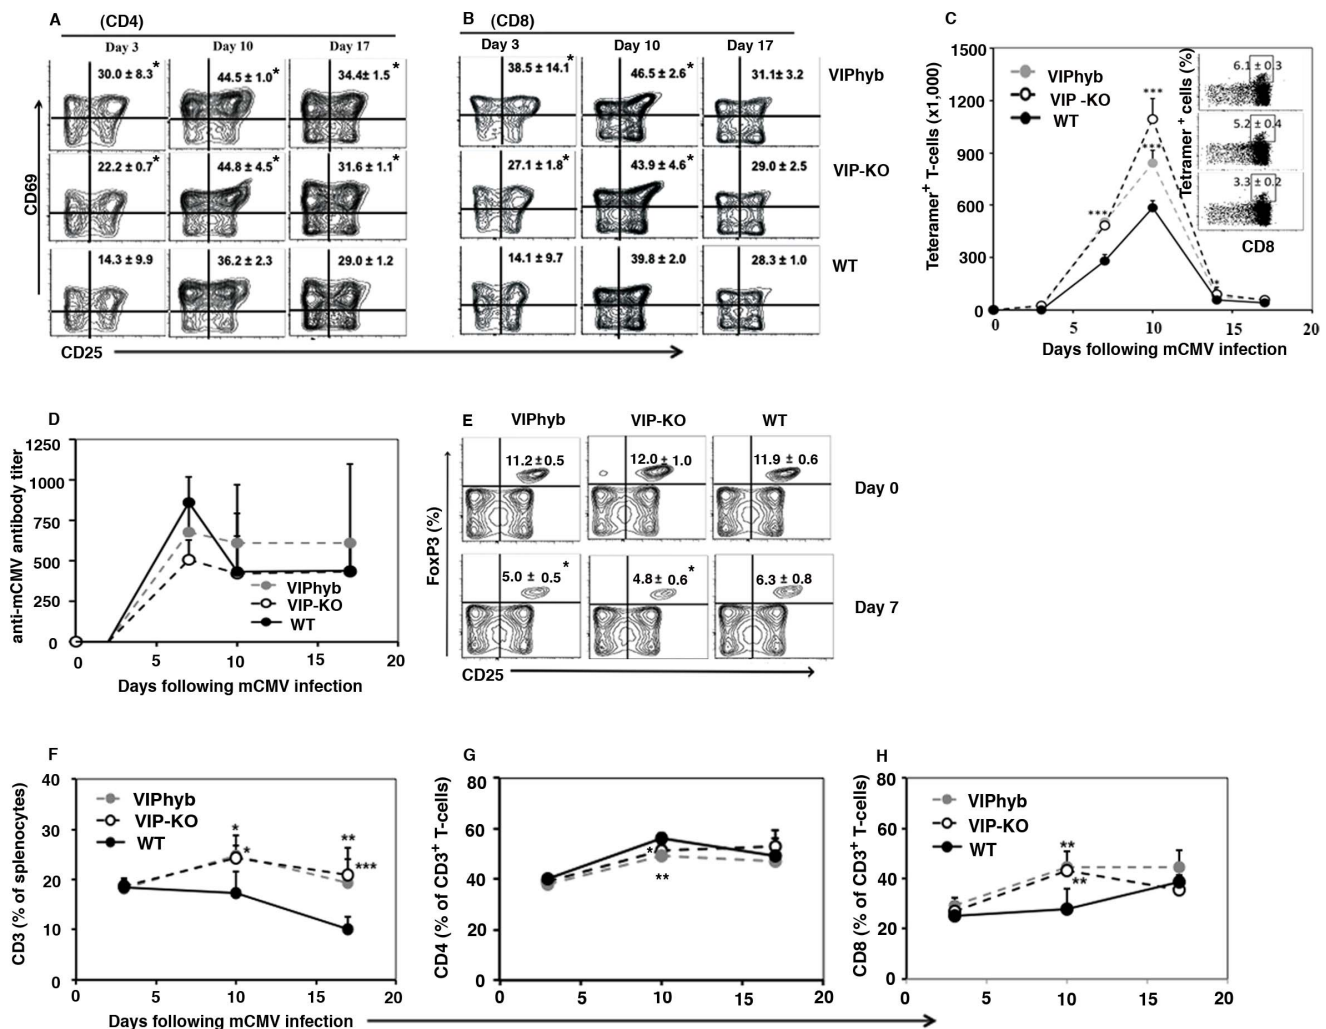 A (CD4)
Day 3 Day 10 Day 17
30.0 ± 8.3* 44.5 ± 1.0* 34.4± 1.5 *
22.2 ± 0.7* 44.8 ± 4.5* 31.6 ± 1.1*
14.3 ± 9.9 36.2 ± 2.3 29.0 ± 1.2
CD69
CD25
B (CD8)
Day 3 Day 10 Day 17
38.5 ± 14.1* 46.5 ± 2.6* 31.1± 3.2 VIPhyb
27.1 ± 1.8* 43.9 ± 4.6* 29.0 ± 2.5 VIP-KO
14.1 ± 9.7 39.8 ± 2.0 28.3 ± 1.0 WT
C
Teteramer+ T-cells (x1,000)
1500
1200
900
600
300
0
0 5 10 15 20
Days following mCMV infection
VIPhyb
VIP -KO
WT
***
***
***
*
Tetramer + cells (%)
6.1 ± 0.3
5.2 ± 0.4
3.3 ± 0.2
CD8
D
anti-mCMV antibody titer
1250
1000
750
500
250
0
0 5 10 15 20
Days following mCMV infection
VIPhyb
VIP-KO
WT
E VIPhyb VIP-KO WT
11.2 ± 0.5 12.0 ± 1.0 11.9 ± 0.6 Day 0
5.0 ± 0.5 * 4.8± 0.6 * 6.3 ± 0.8 Day 7
FoxP3 (%)
CD25
F
CD3 (% of splenocytes)
40
30
20
10
0
0 5 10 15 20
VIPhyb
VIP-KO
WT
*
*
**
***
Days following mCMV infection
G
CD4 (% of CD3+ T-cells)
80
60
40
20
0
0 5 10 15 20
*
**
H
CD8 (% of CD3+ T-cells)
80
60
40
20
0
0 5 10 15 20
VIPhyb
VIP-KO
WT
**
**